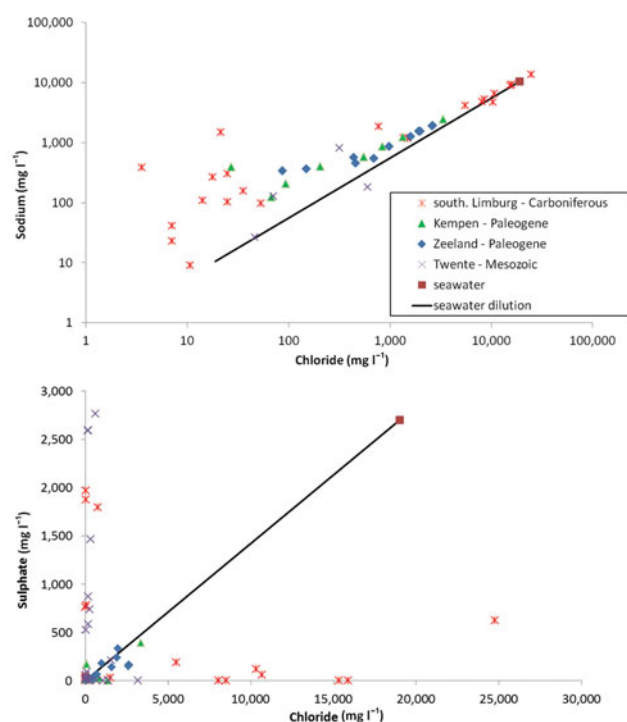 10,000
1,000
100
10
1
Sodium (mg l⁻¹)
south. Limburg - Carboniferous
Kempen - Paleogene
Zeeland - Paleogene
Twente - Mesozoic
seawater
seawater dilution
1 10 100 1,000 10,000 100,000
Chloride (mg l⁻¹)
3,000
2,500
2,000
1,500
1,000
500
0
Sulphate (mg l⁻¹)
0 5,000 10,000 15,000 20,000 25,000 30,000
Chloride (mg l⁻¹)